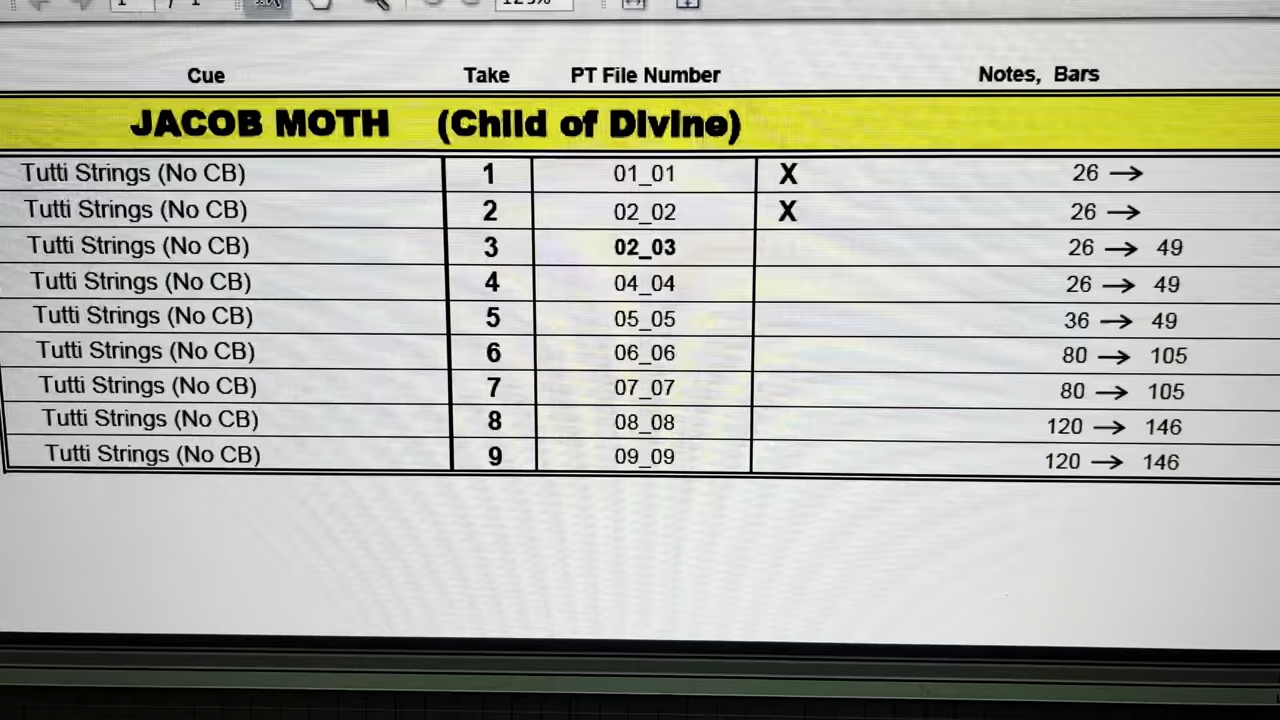 1 / 1 125%
Cue Take PT File Number Notes, Bars
JACOB MOTH (Child of Divine)
Tutti Strings (No CB) 1 01_01 X 26 →
Tutti Strings (No CB) 2 02_02 X 26 →
Tutti Strings (No CB) 3 02_03 26 → 49
Tutti Strings (No CB) 4 04_04 26 → 49
Tutti Strings (No CB) 5 05_05 36 → 49
Tutti Strings (No CB) 6 06_06 80 → 105
Tutti Strings (No CB) 7 07_07 80 → 105
Tutti Strings (No CB) 8 08_08 120 → 146
Tutti Strings (No CB) 9 09_09 120 → 146